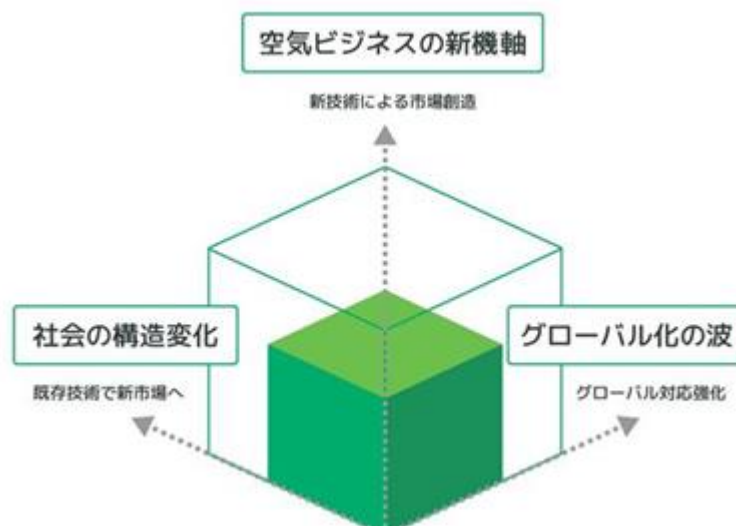 空気ビジネスの新機軸
新技術による市場創造
社会の構造変化
既存技術で新市場へ
グローバル化の波
グローバル対応強化